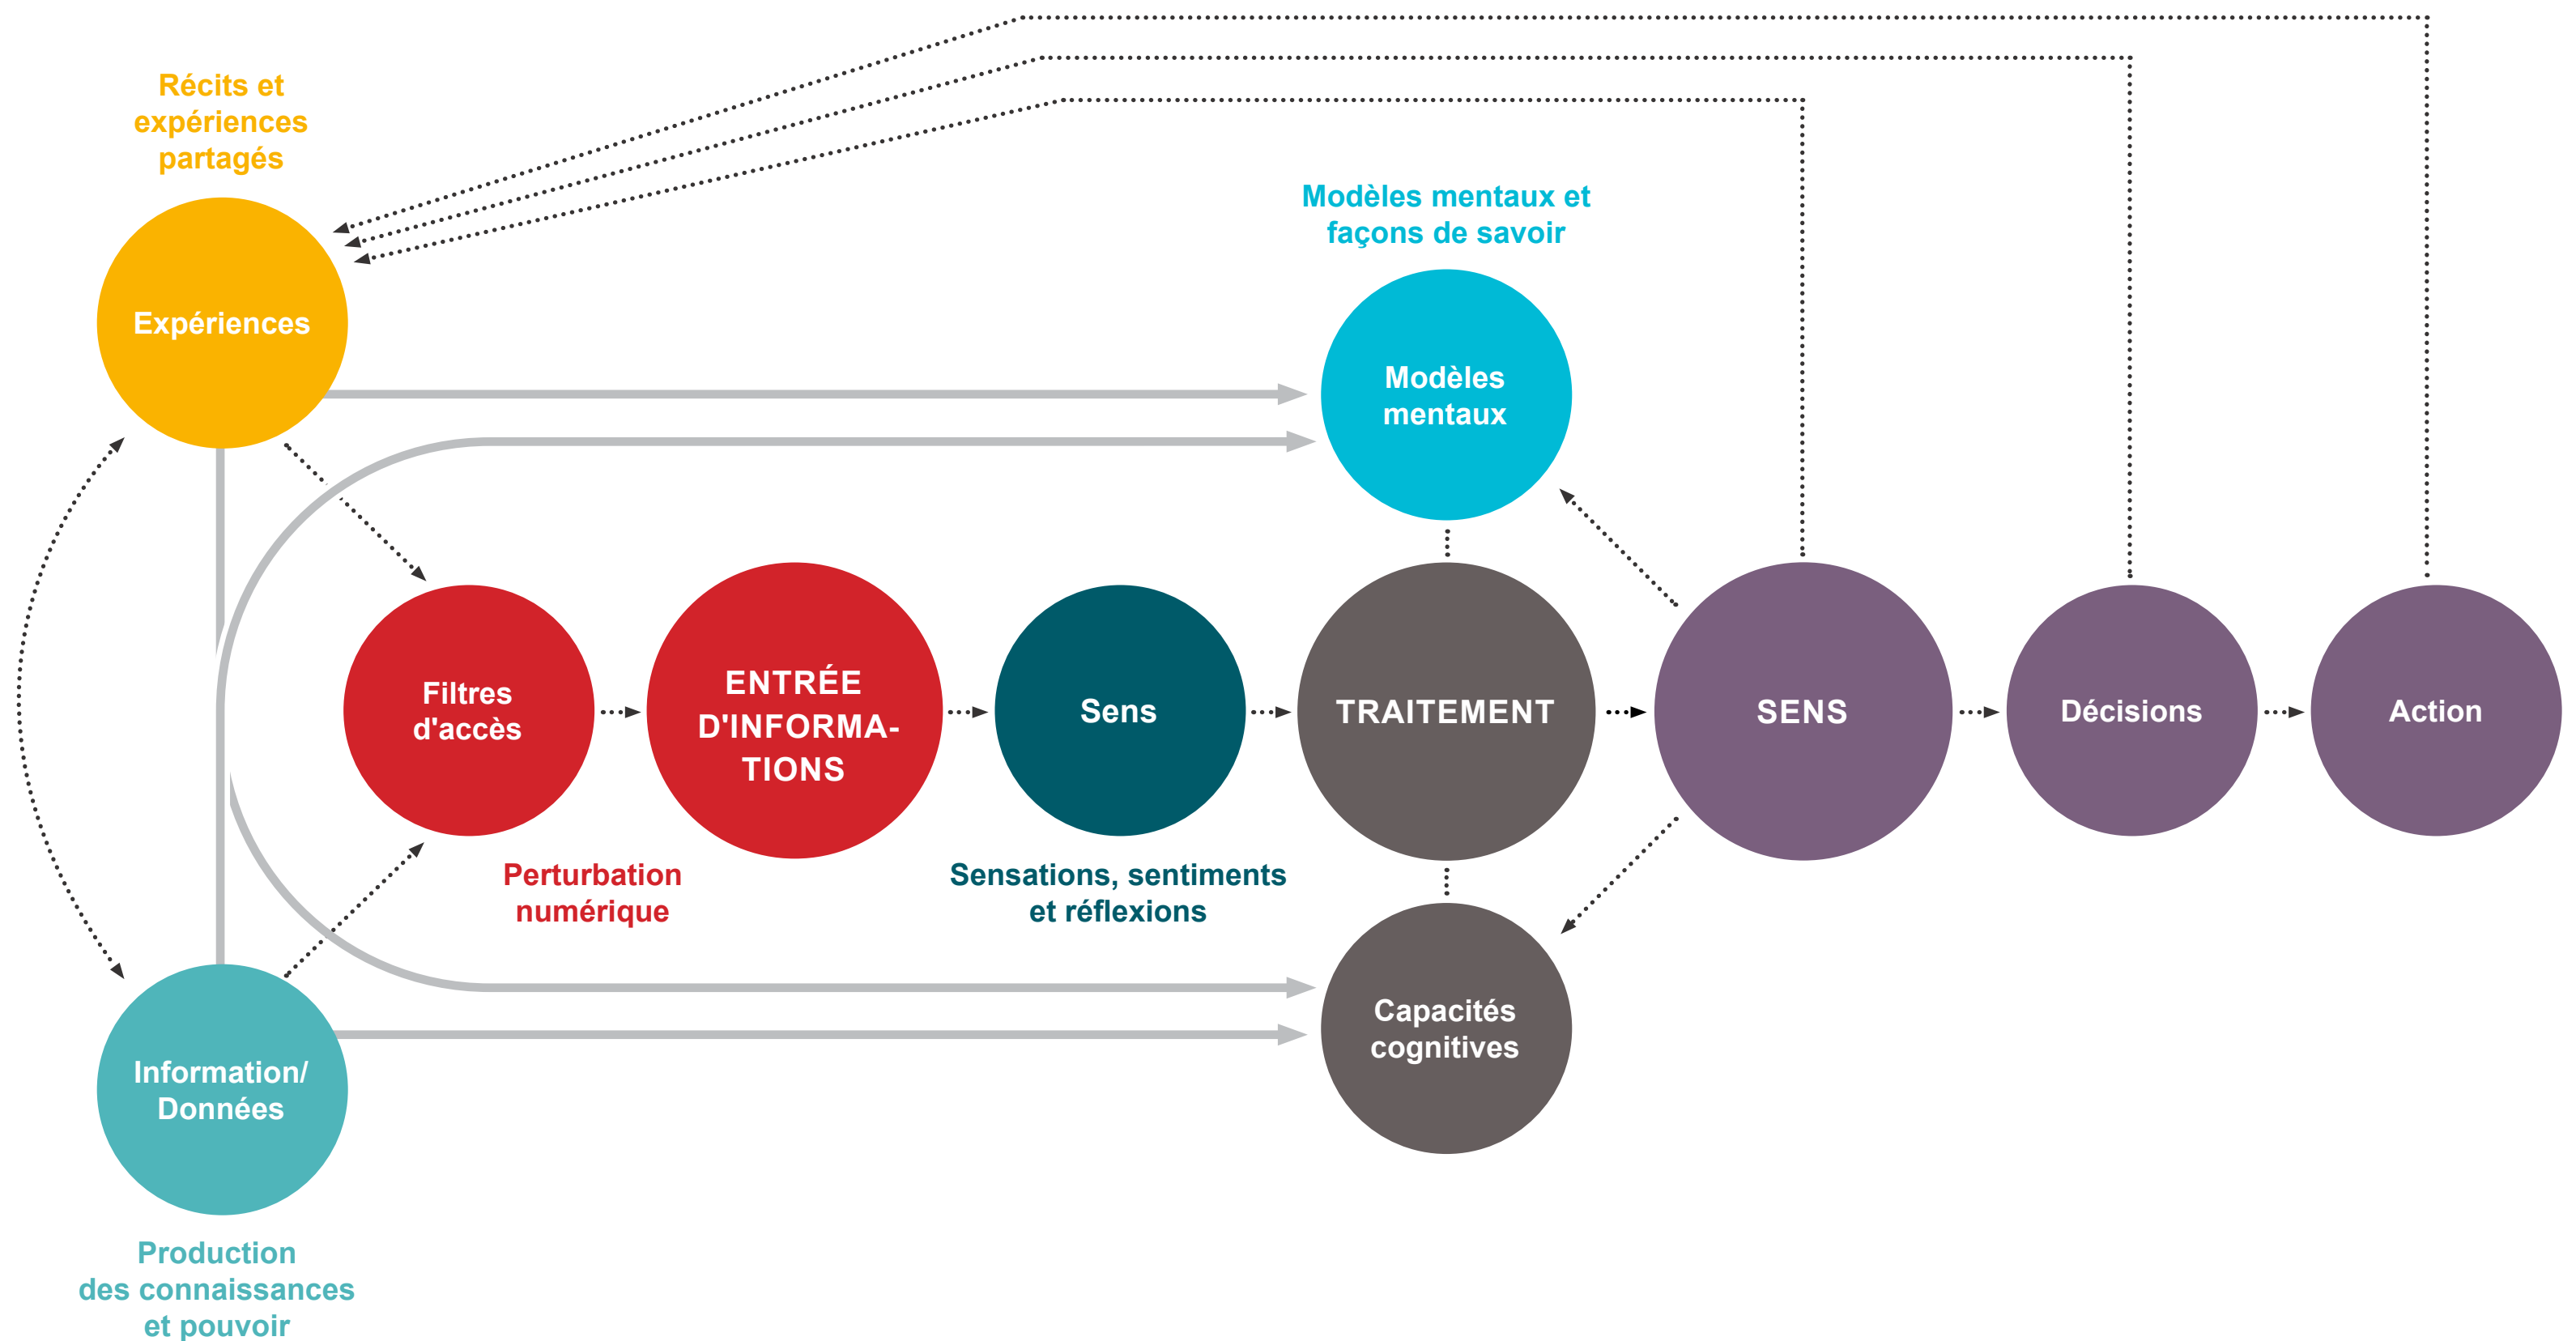 Récits et
expériences
partagés
Modèles mentaux et
façons de savoir
Expériences
Modèles
mentaux
Filtres
d'accès
ENTRÉE
D'INFORMA-
TIONS
Sens
TRAITEMENT
SENS
Décisions
Action
Perturbation
numérique
Sensations, sentiments
et réflexions
Capacités
cognitives
Information/
Données
Production
des connaissances
et pouvoir